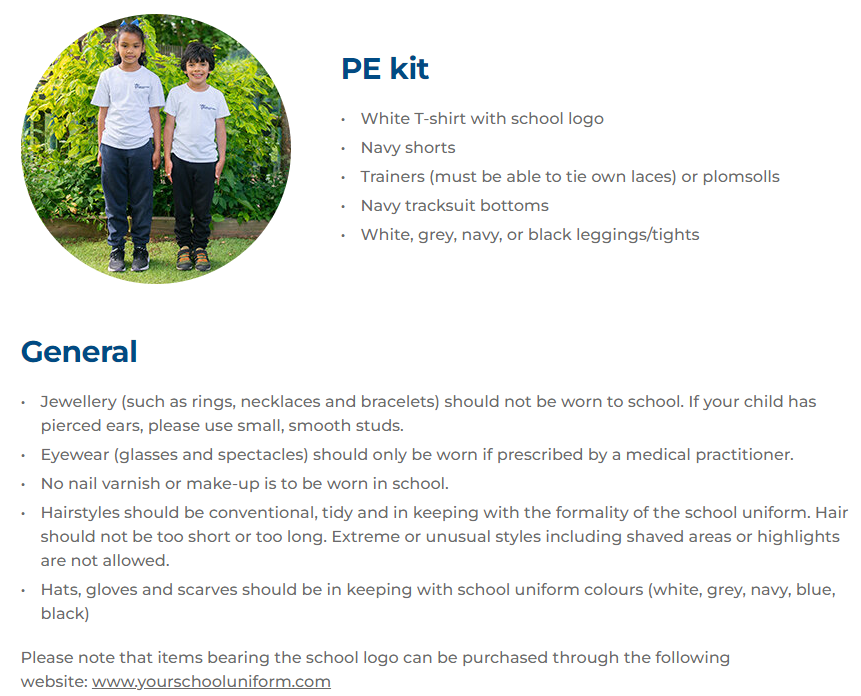 PE kit
• White T-shirt with school logo
• Navy shorts
• Trainers (must be able to tie own laces) or plomsolls
• Navy tracksuit bottoms
• White, grey, navy, or black leggings/tights
General
• Jewellery (such as rings, necklaces and bracelets) should not be worn to school. If your child has
pierced ears, please use small, smooth studs.
• Eyewear (glasses and spectacles) should only be worn if prescribed by a medical practitioner.
• No nail varnish or make-up is to be worn in school.
• Hairstyles should be conventional, tidy and in keeping with the formality of the school uniform. Hair
should not be too short or too long. Extreme or unusual styles including shaved areas or highlights
are not allowed.
• Hats, gloves and scarves should be in keeping with school uniform colours (white, grey, navy, blue,
black)
Please note that items bearing the school logo can be purchased through the following
website: www.yourschooluniform.com